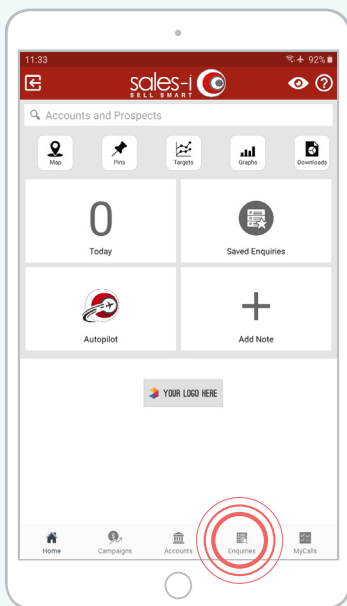 11:33 92%
sales-i
SELL SMART
Accounts and Prospects
Map Pins Targets Graphs Downloads
0
Today Saved Enquiries
Autopilot Add Note
YOUR LOGO HERE
Home Campaigns Accounts Enquiries MyCalls